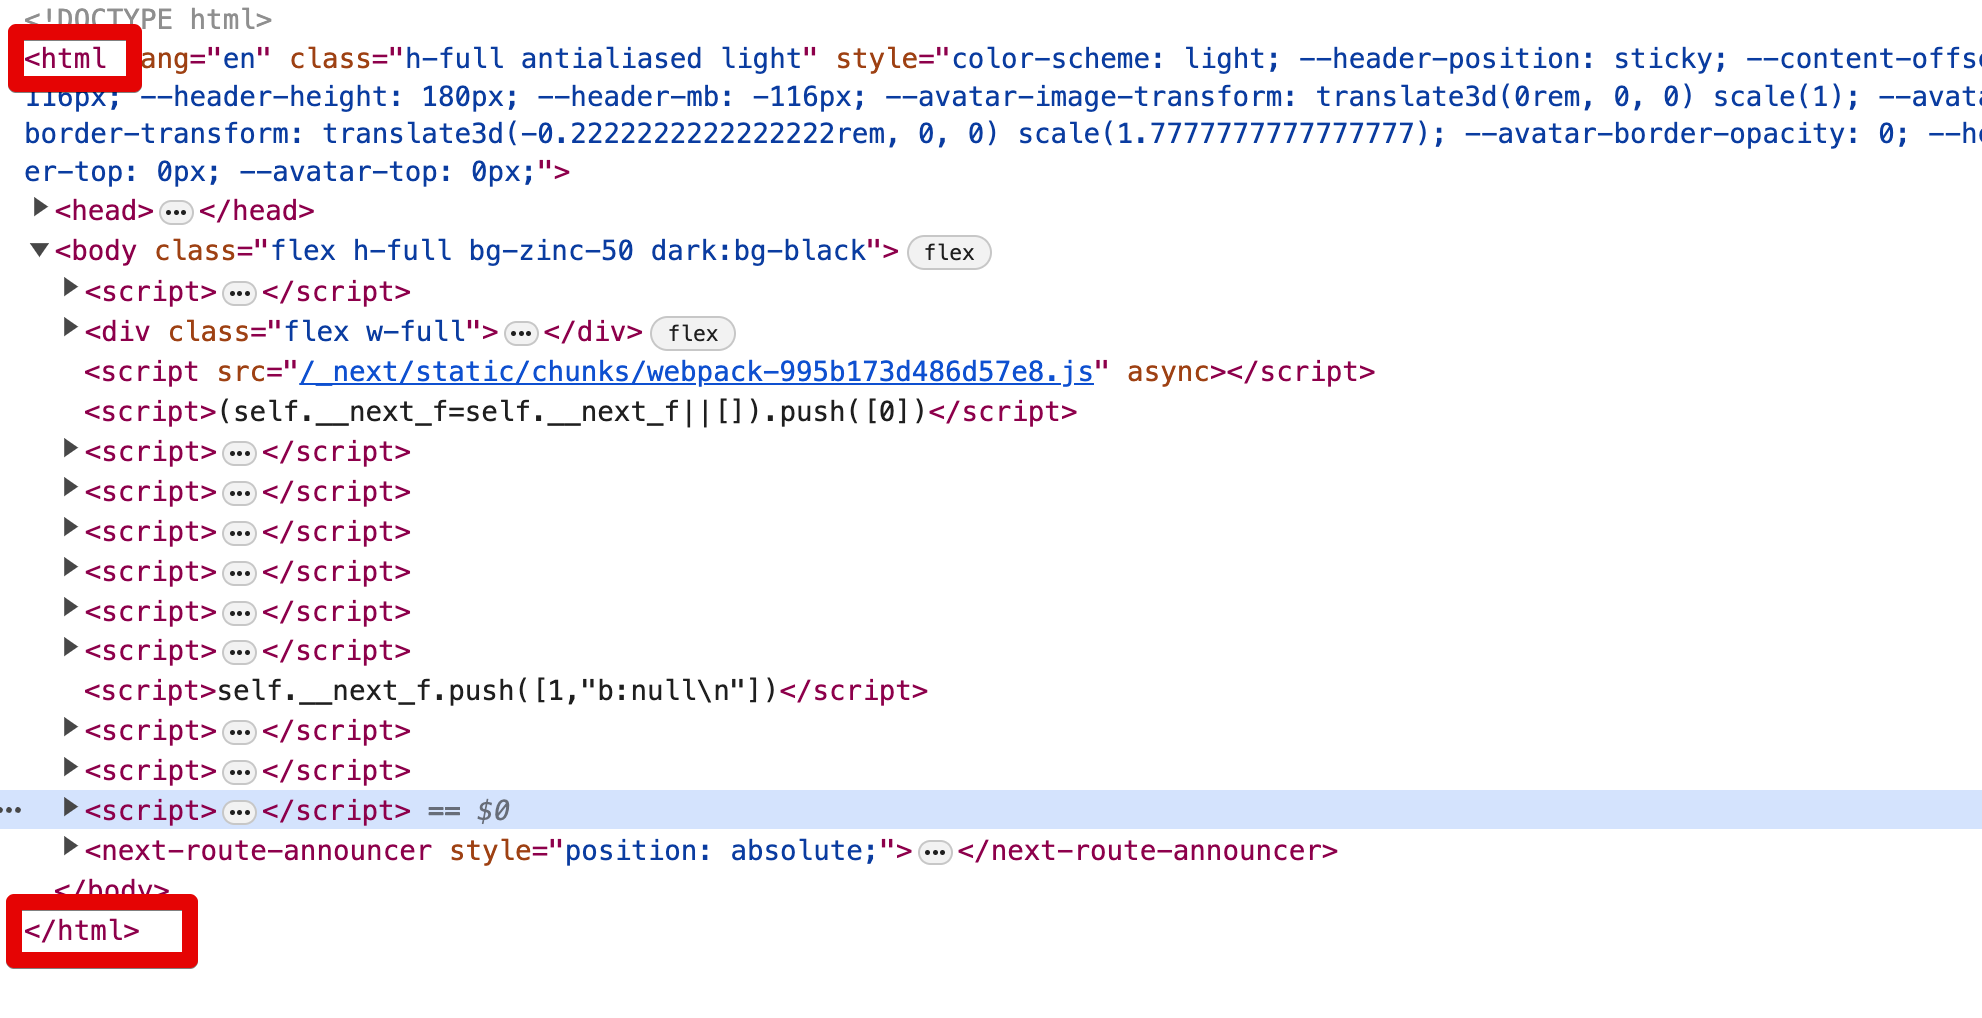 <!DOCTYPE html>
<html lang="en" class="h-full antialiased light" style="color-scheme: light; --header-position: sticky; --content-offs
116px; --header-height: 180px; --header-mb: -116px; --avatar-image-transform: translate3d(0rem, 0, 0) scale(1); --avat
border-transform: translate3d(-0.2222222222222222rem, 0, 0) scale(1.7777777777777777); --avatar-border-opacity: 0; --he
er-top: 0px; --avatar-top: 0px;">
▶<head>…</head>
▼<body class="flex h-full bg-zinc-50 dark:bg-black"> flex
▶<script>…</script>
▶<div class="flex w-full">…</div> flex
<script src="/_next/static/chunks/webpack-995b173d486d57e8.js" async></script>
<script>(self.__next_f=self.__next_f||[]).push([0])</script>
▶<script>…</script>
▶<script>…</script>
▶<script>…</script>
▶<script>…</script>
▶<script>…</script>
▶<script>…</script>
<script>self.__next_f.push([1,"b:null\n"])</script>
▶<script>…</script>
▶<script>…</script>
… ▶<script>…</script> == $0
▶<next-route-announcer style="position: absolute;">…</next-route-announcer>
</body>
</html>